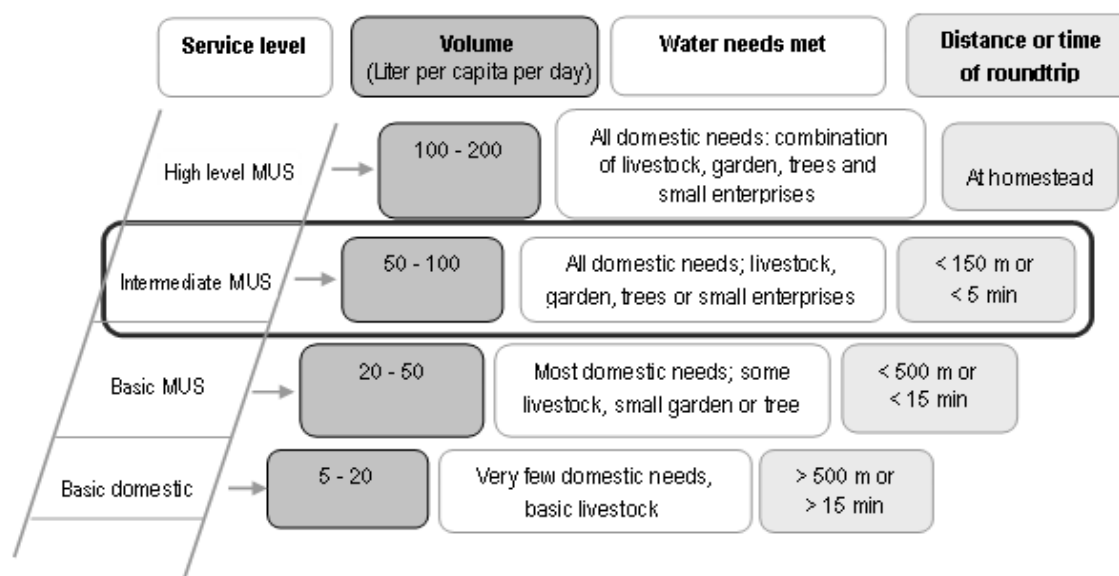 Service level
Volume
(Liter per capita per day)
Water needs met
Distance or time
of roundtrip
High level MUS
100 - 200
All domestic needs: combination
of livestock, garden, trees and
small enterprises
At homestead
Intermediate MUS
50 - 100
All domestic needs; livestock,
garden, trees or small enterprises
< 150 m or
< 5 min
Basic MUS
20 - 50
Most domestic needs; some
livestock, small garden or tree
< 500 m or
< 15 min
Basic domestic
5 - 20
Very few domestic needs,
basic livestock
> 500 m or
> 15 min